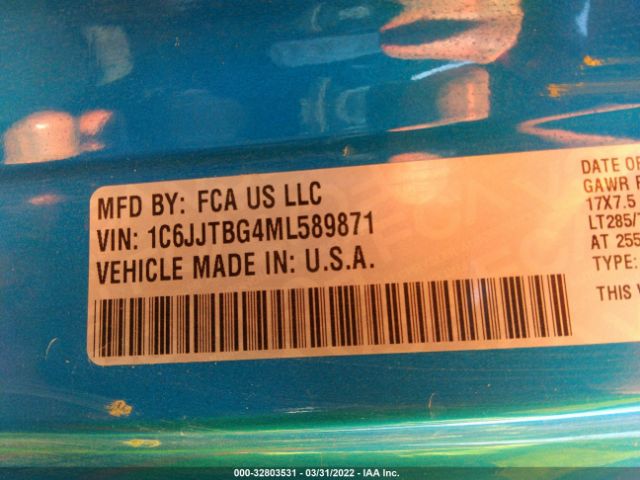 MFD BY: FCA US LLC
VIN: 1C6JJTBG4ML589871
VEHICLE MADE IN: U.S.A.
DATE OF
GAWR
17X7.5
LT285/
AT 255
TYPE:
THIS
000-32803531 - 03/31/2022 - IAA Inc.